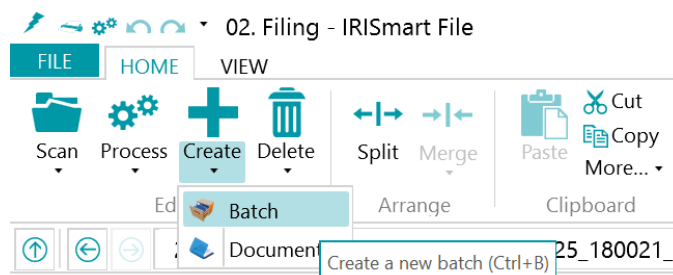 02. Filing - IRISmart File
FILE HOME VIEW
Scan Process Create Delete Split Merge Paste Cut
Copy
More...
Ed Arrange Clipboard
Batch
Document
Create a new batch (Ctrl+B)
25_180021_